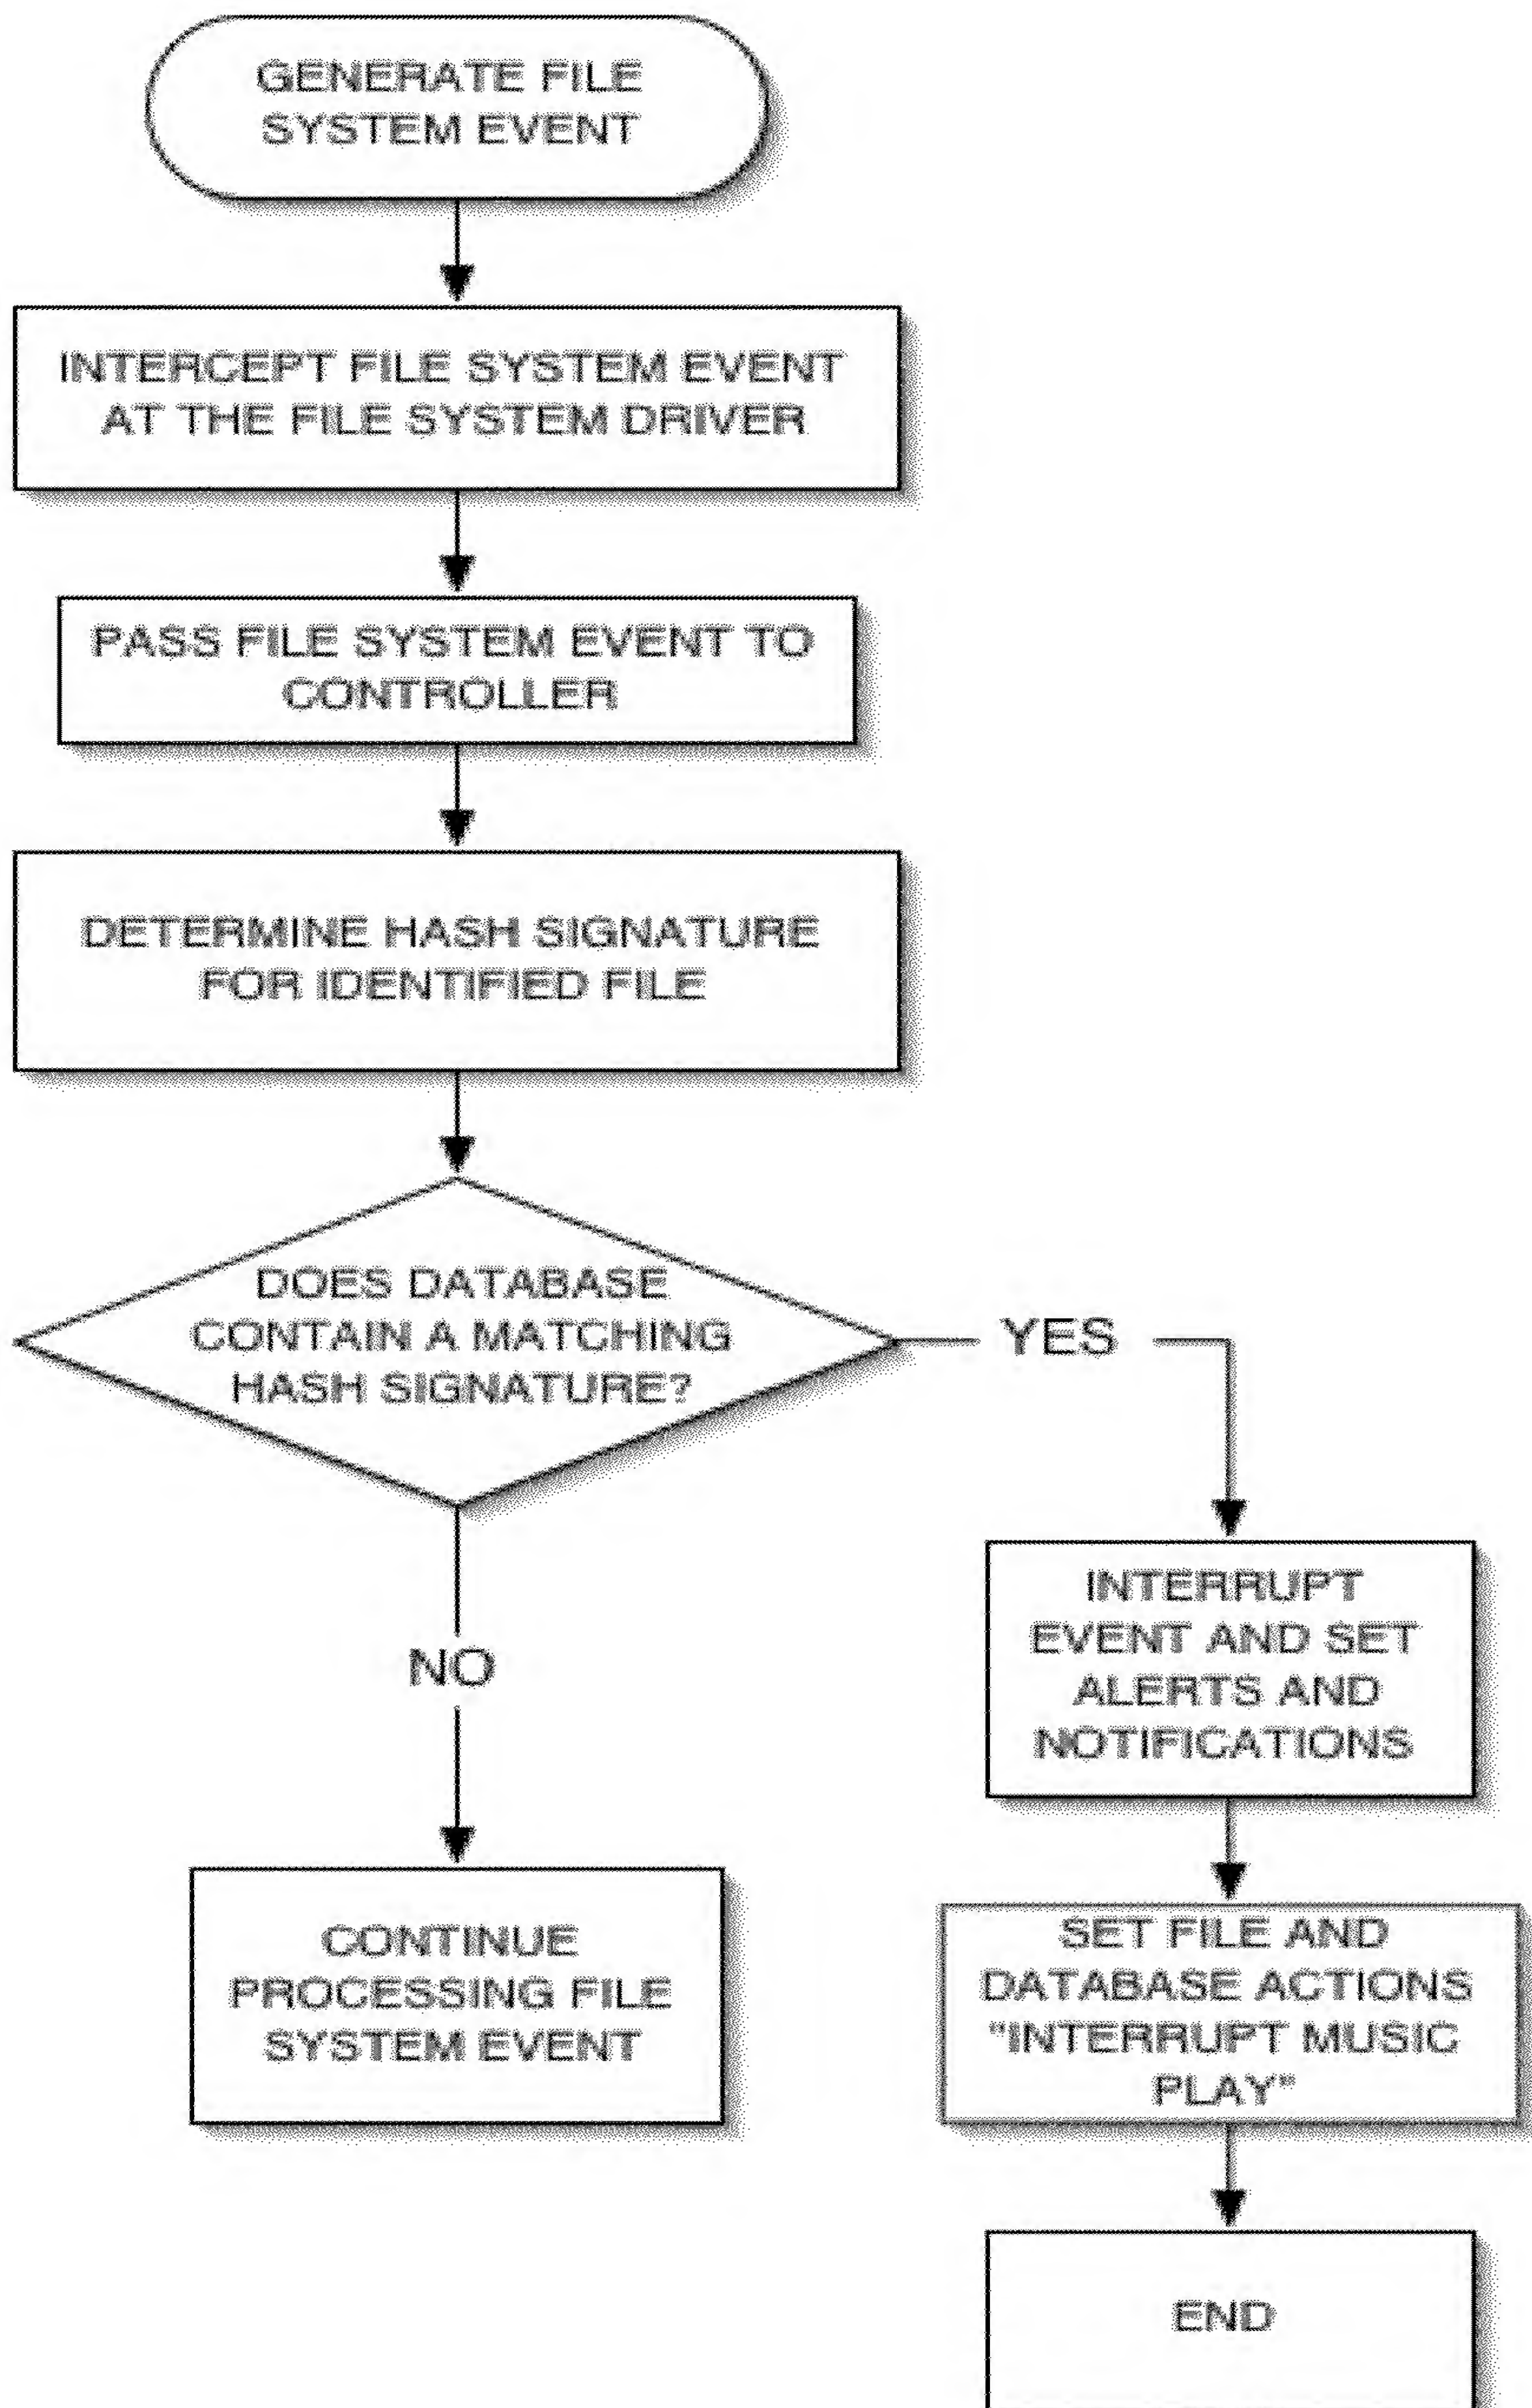 GENERATE FILE
SYSTEM EVENT
INTERCEPT FILE SYSTEM EVENT
AT THE FILE SYSTEM DRIVER
PASS FILE SYSTEM EVENT TO
CONTROLLER
DETERMINE HASH SIGNATURE
FOR IDENTIFIED FILE
DOES DATABASE
CONTAIN A MATCHING
HASH SIGNATURE?
YES
NO
INTERRUPT
EVENT AND SET
ALERTS AND
NOTIFICATIONS
CONTINUE
PROCESSING FILE
SYSTEM EVENT
SET FILE AND
DATABASE ACTIONS
"INTERRUPT MUSIC
PLAY"
END